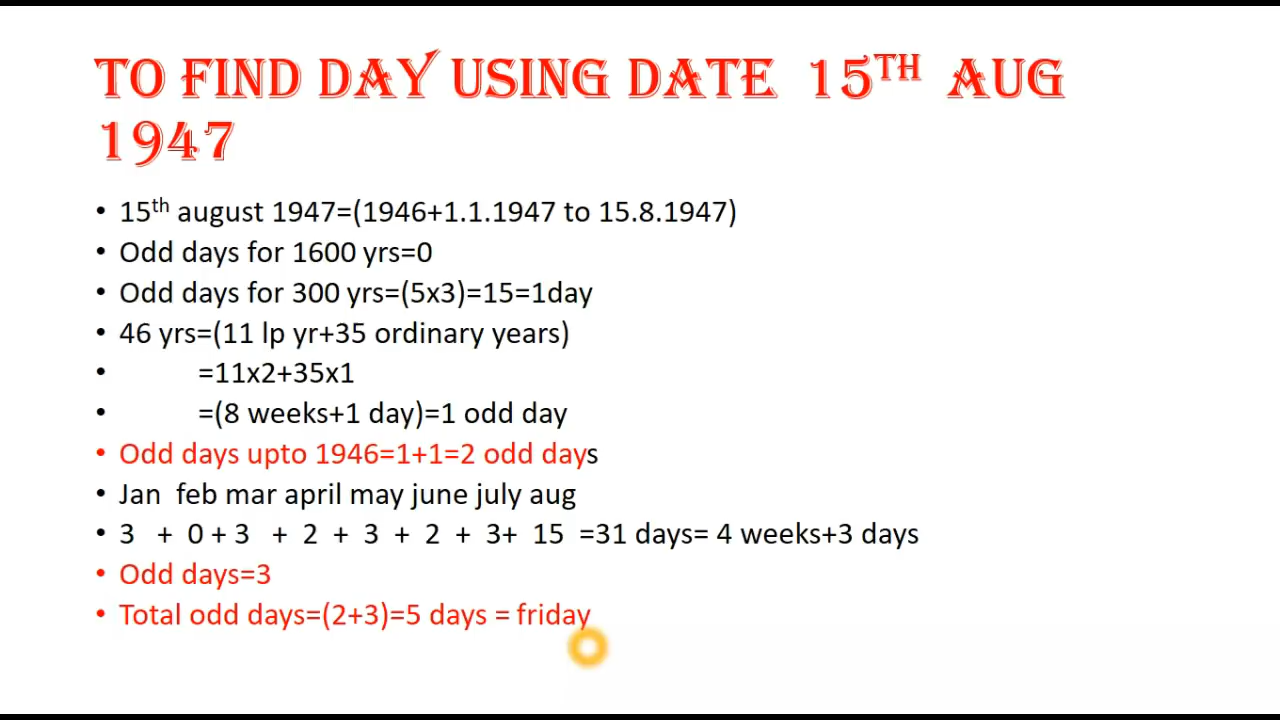 TO FIND DAY USING DATE 15TH AUG
1947
• 15th august 1947=(1946+1.1.1947 to 15.8.1947)
• Odd days for 1600 yrs=0
• Odd days for 300 yrs=(5x3)=15=1day
• 46 yrs=(11 lp yr+35 ordinary years)
• =11x2+35x1
• =(8 weeks+1 day)=1 odd day
• Odd days upto 1946=1+1=2 odd days
• Jan feb mar april may june july aug
• 3 + 0 + 3 + 2 + 3 + 2 + 3+ 15 =31 days= 4 weeks+3 days
• Odd days=3
• Total odd days=(2+3)=5 days = friday